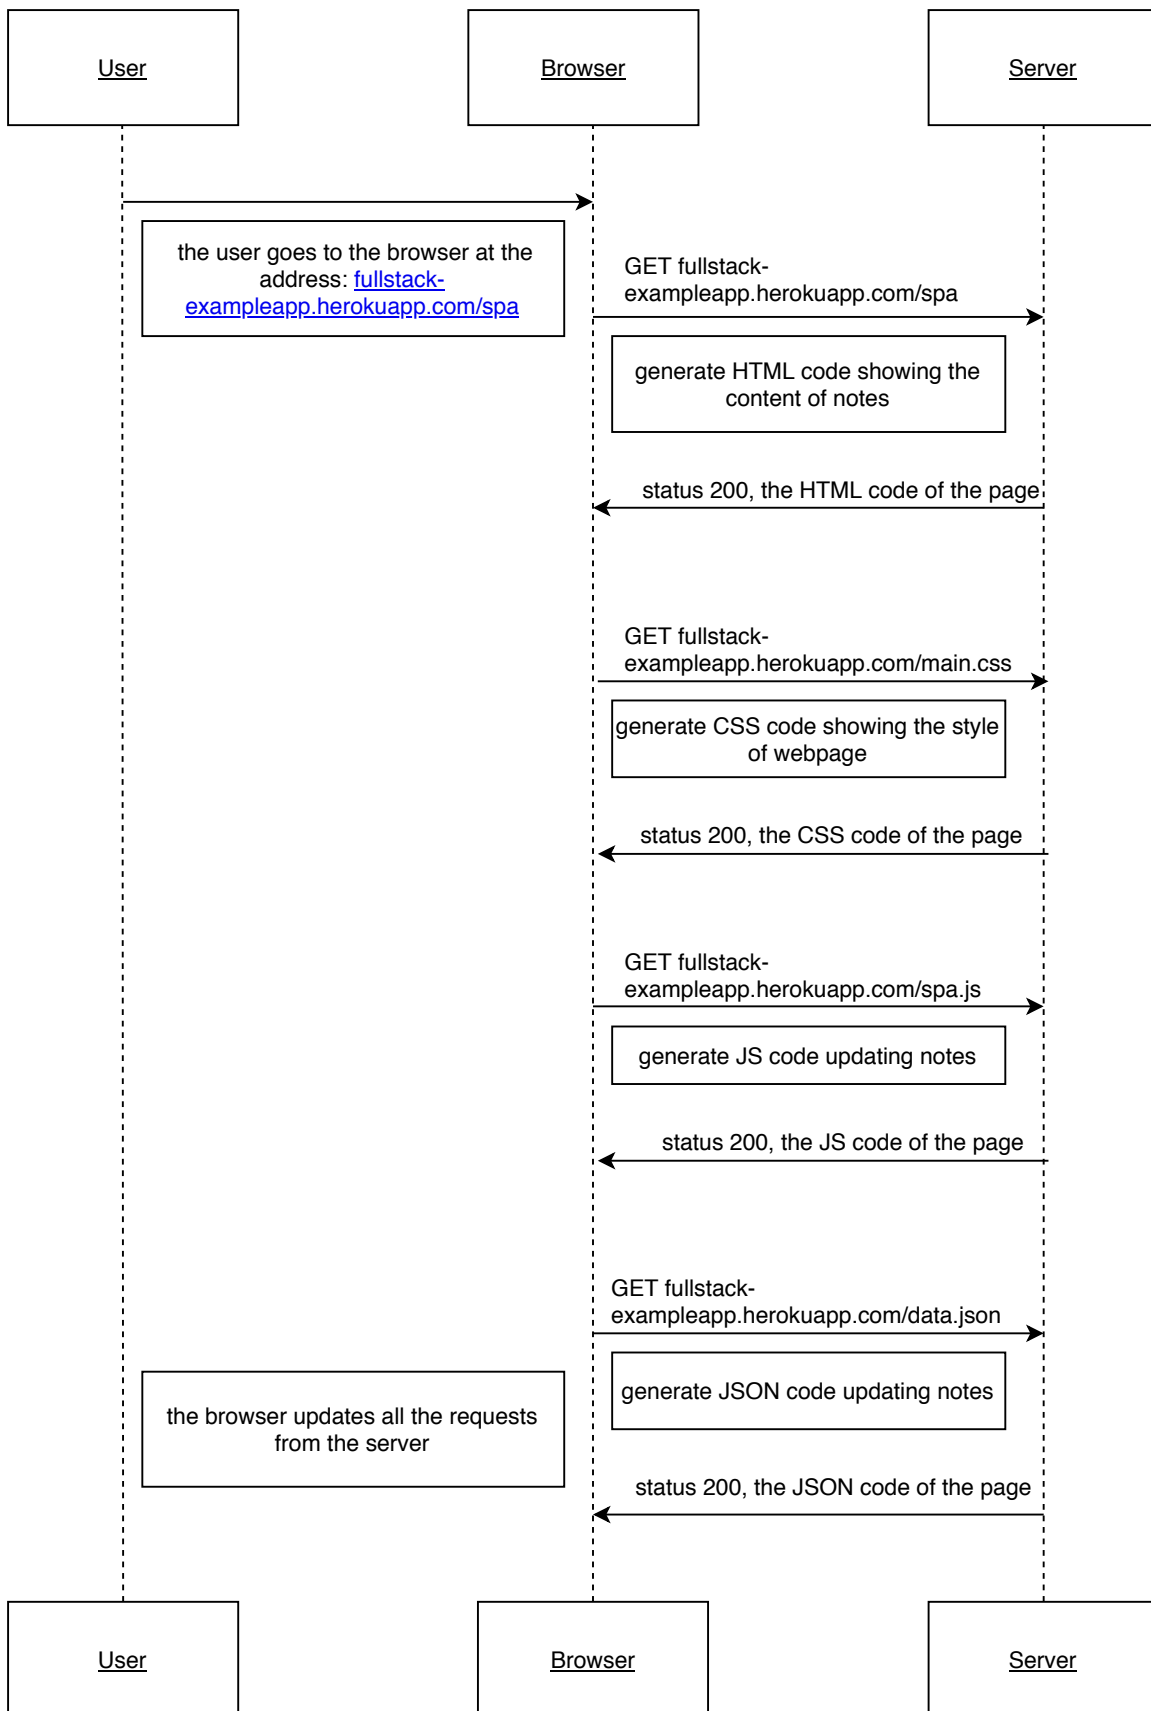 User
Browser
Server
the user goes to the browser at the
address: fullstack-
exampleapp.herokuapp.com/spa
GET fullstack-
exampleapp.herokuapp.com/spa
generate HTML code showing the
content of notes
status 200, the HTML code of the page
GET fullstack-
exampleapp.herokuapp.com/main.css
generate CSS code showing the style
of webpage
status 200, the CSS code of the page
GET fullstack-
exampleapp.herokuapp.com/spa.js
generate JS code updating notes
status 200, the JS code of the page
GET fullstack-
exampleapp.herokuapp.com/data.json
generate JSON code updating notes
the browser updates all the requests
from the server
status 200, the JSON code of the page
User
Browser
Server